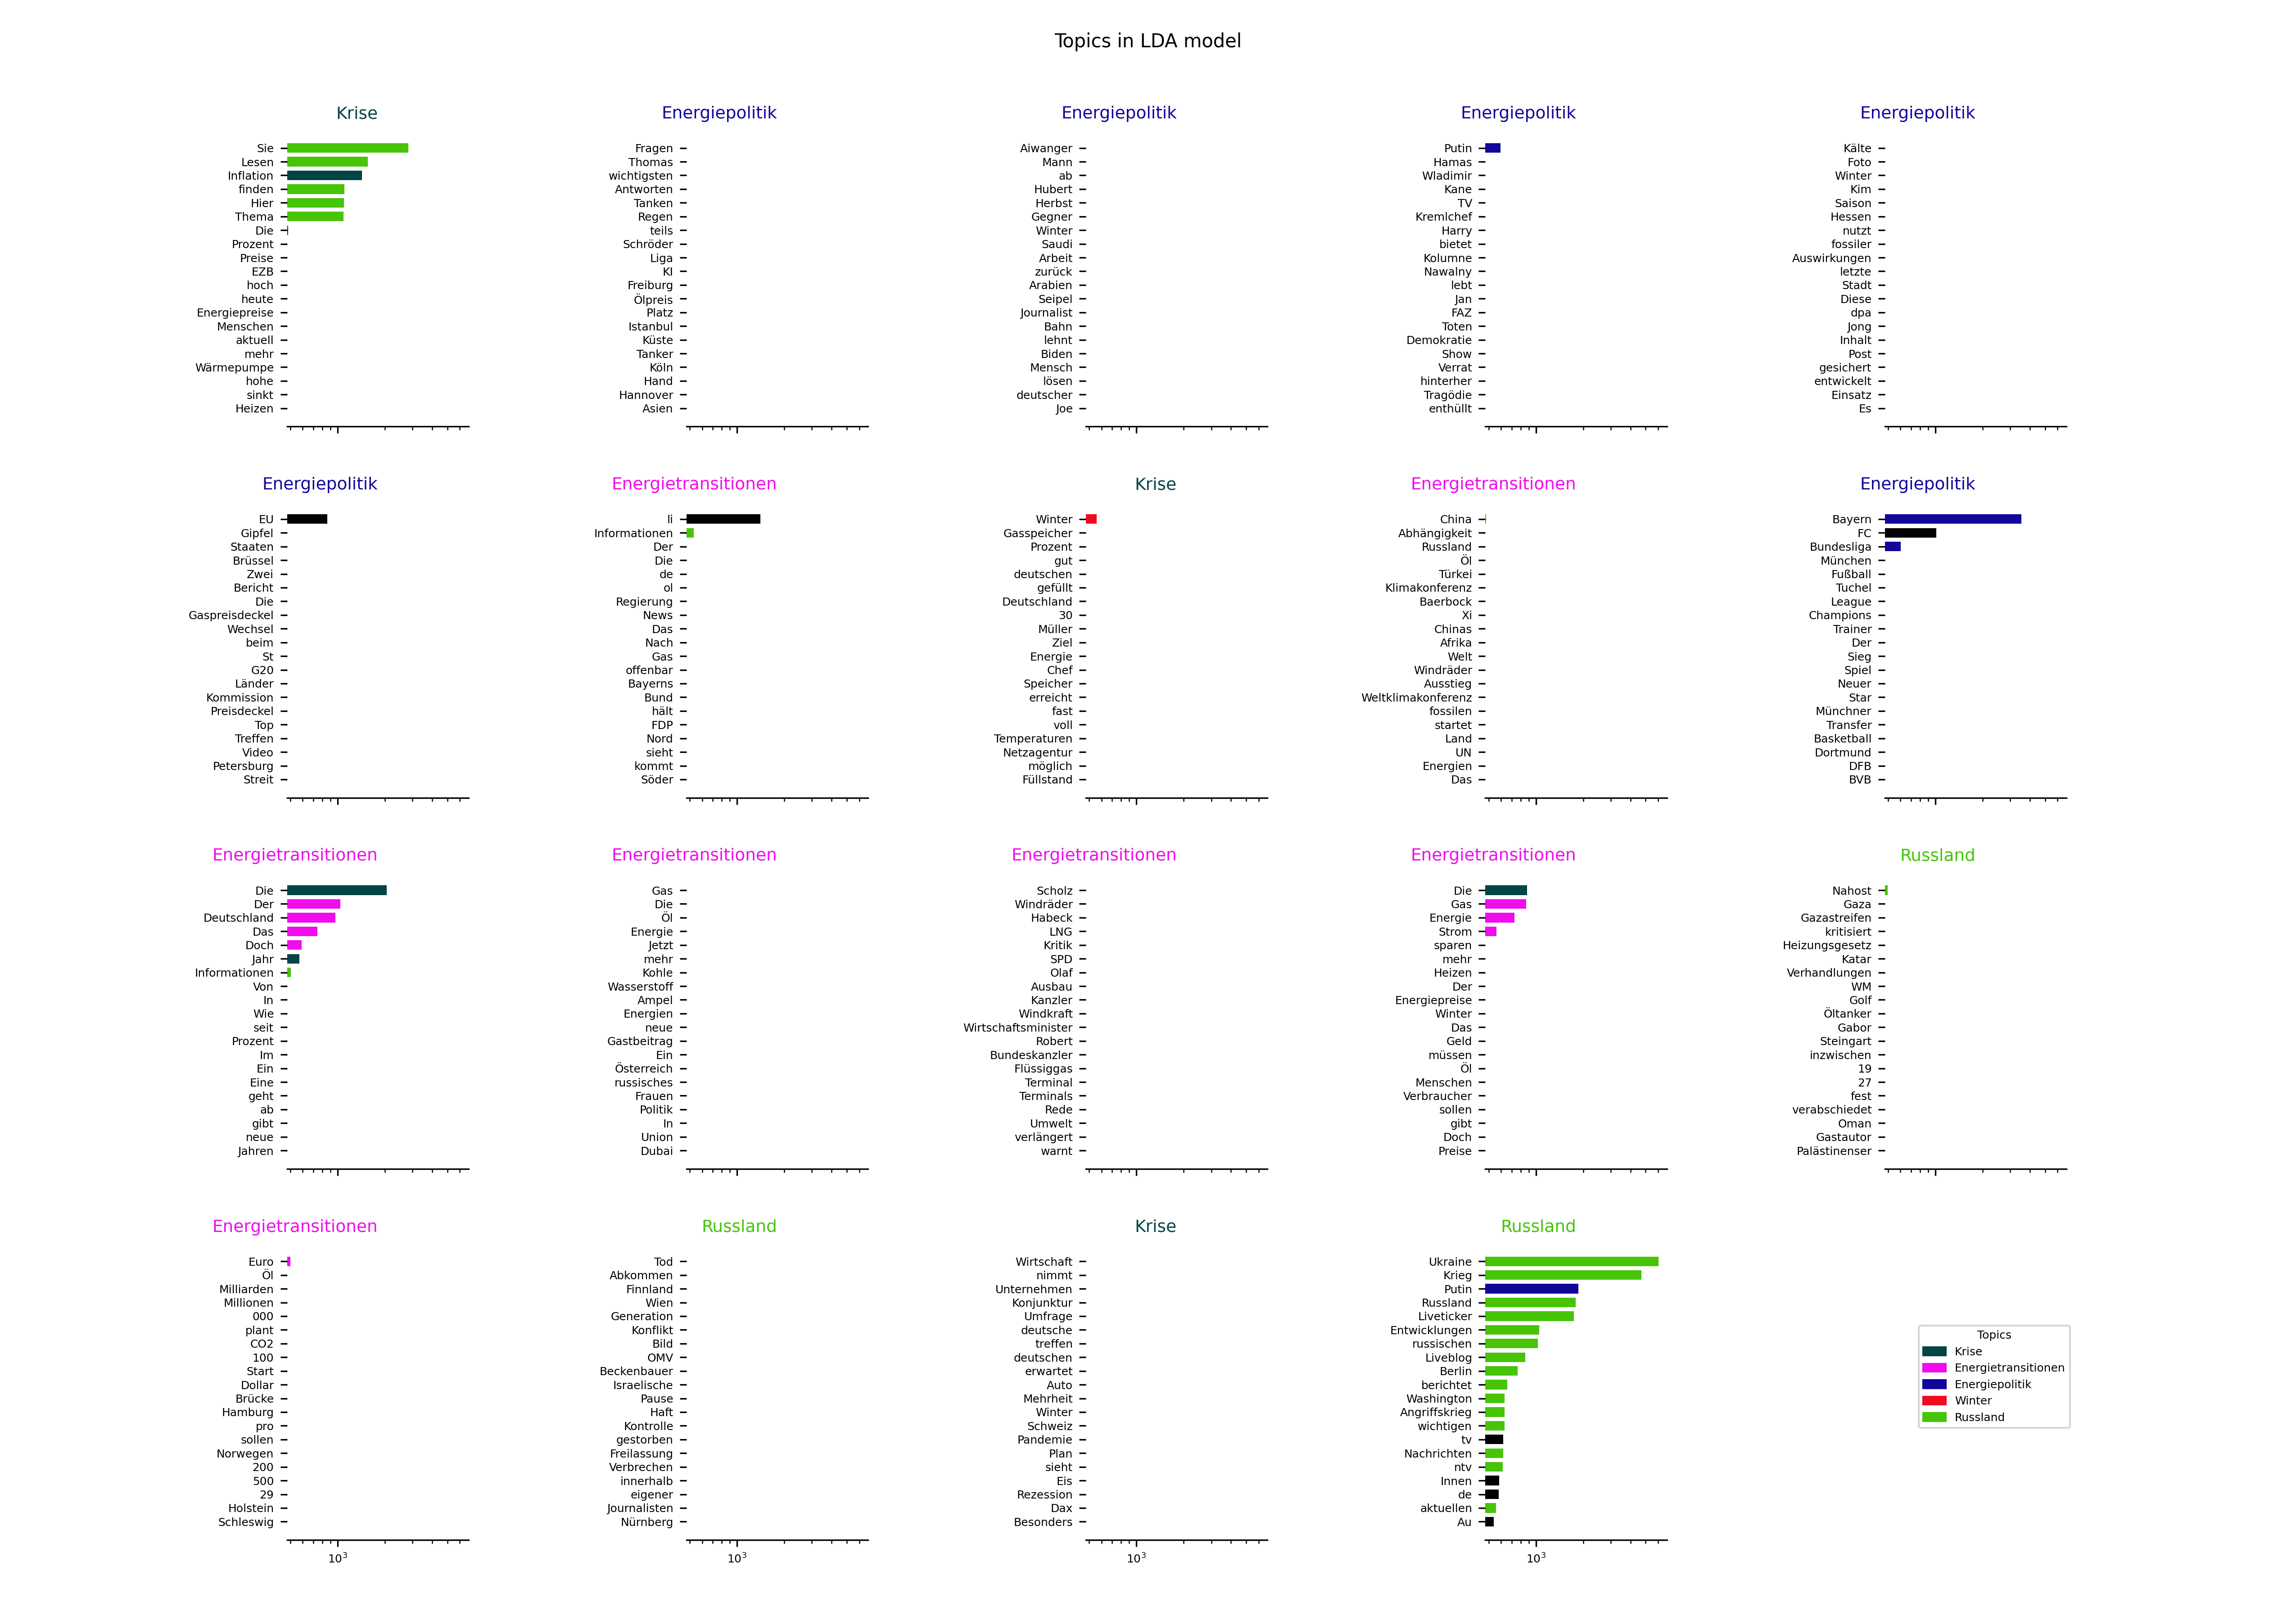 Topics in LDA model
Krise
Sie
Lesen
Inflation
finden
Hier
Thema
Die
Prozent
Preise
EZB
hoch
heute
Energiepreise
Menschen
aktuell
mehr
Wärmepumpe
hohe
sinkt
Heizen
Energiepolitik
Fragen
Thomas
wichtigsten
Antworten
Tanken
Regen
teils
Schröder
Liga
KI
Freiburg
Ölpreis
Platz
Istanbul
Küste
Tanker
Köln
Hand
Hannover
Asien
Energiepolitik
Aiwanger
Mann
ab
Hubert
Herbst
Gegner
Winter
Saudi
Arbeit
zurück
Arabien
Seipel
Journalist
Bahn
lehnt
Biden
Mensch
lösen
deutscher
Joe
Energiepolitik
Putin
Hamas
Wladimir
Kane
TV
Kremlchef
Harry
bietet
Kolumne
Nawalny
lebt
Jan
FAZ
Toten
Demokratie
Show
Verrat
hinterher
Tragödie
enthüllt
Energiepolitik
Kälte
Foto
Winter
Kim
Saison
Hessen
nutzt
fossiler
Auswirkungen
letzte
Stadt
Diese
dpa
Jong
Inhalt
Post
gesichert
entwickelt
Einsatz
Es
Energiepolitik
EU
Gipfel
Staaten
Brüssel
Zwei
Bericht
Die
Gaspreisdeckel
Wechsel
beim
St
G20
Länder
Kommission
Preisdeckel
Top
Treffen
Video
Petersburg
Streit
Energietransitionen
li
Informationen
Der
Die
de
ol
Regierung
News
Das
Nach
Gas
offenbar
Bayerns
Bund
hält
FDP
Nord
sieht
kommt
Söder
Krise
Winter
Gasspeicher
Prozent
gut
deutschen
gefüllt
Deutschland
30
Müller
Ziel
Energie
Chef
Speicher
erreicht
fast
voll
Temperaturen
Netzagentur
möglich
Füllstand
Energietransitionen
China
Abhängigkeit
Russland
Öl
Türkei
Klimakonferenz
Baerbock
Xi
Chinas
Afrika
Welt
Windräder
Ausstieg
Weltklimakonferenz
fossilen
startet
Land
UN
Energien
Das
Energiepolitik
Bayern
FC
Bundesliga
München
Fußball
Tuchel
League
Champions
Trainer
Der
Sieg
Spiel
Neuer
Star
Münchner
Transfer
Basketball
Dortmund
DFB
BVB
Energietransitionen
Die
Der
Deutschland
Das
Doch
Jahr
Informationen
Von
In
Wie
seit
Prozent
Im
Ein
Eine
geht
ab
gibt
neue
Jahren
Energietransitionen
Gas
Die
Öl
Energie
Jetzt
mehr
Kohle
Wasserstoff
Ampel
Energien
neue
Gastbeitrag
Ein
Österreich
russisches
Frauen
Politik
In
Union
Dubai
Energietransitionen
Scholz
Windräder
Habeck
LNG
Kritik
SPD
Olaf
Ausbau
Kanzler
Windkraft
Wirtschaftsminister
Robert
Bundeskanzler
Flüssiggas
Terminal
Terminals
Rede
Umwelt
verlängert
warnt
Energietransitionen
Die
Gas
Energie
Strom
sparen
mehr
Heizen
Der
Energiepreise
Winter
Das
Geld
müssen
Öl
Menschen
Verbraucher
sollen
gibt
Doch
Preise
Russland
Nahost
Gaza
Gazastreifen
kritisiert
Heizungsgesetz
Katar
Verhandlungen
WM
Golf
Öltanker
Gabor
Steingart
inzwischen
19
27
fest
verabschiedet
Oman
Gastautor
Palästinenser
Energietransitionen
Euro
Öl
Milliarden
Millionen
000
plant
CO2
100
Start
Dollar
Brücke
Hamburg
pro
sollen
Norwegen
200
500
29
Holstein
Schleswig
10³
Russland
Tod
Abkommen
Finnland
Wien
Generation
Konflikt
Bild
OMV
Beckenbauer
Israelische
Pause
Haft
Kontrolle
gestorben
Freilassung
Verbrechen
innerhalb
eigener
Journalisten
Nürnberg
10³
Krise
Wirtschaft
nimmt
Unternehmen
Konjunktur
Umfrage
deutsche
treffen
deutschen
erwartet
Auto
Mehrheit
Winter
Schweiz
Pandemie
Plan
sieht
Eis
Rezession
Dax
Besonders
10³
Russland
Ukraine
Krieg
Putin
Russland
Liveticker
Entwicklungen
russischen
Liveblog
Berlin
berichtet
Washington
Angriffskrieg
wichtigen
tv
Nachrichten
ntv
Innen
de
aktuellen
Au
10³
Topics
Krise
Energietransitionen
Energiepolitik
Winter
Russland